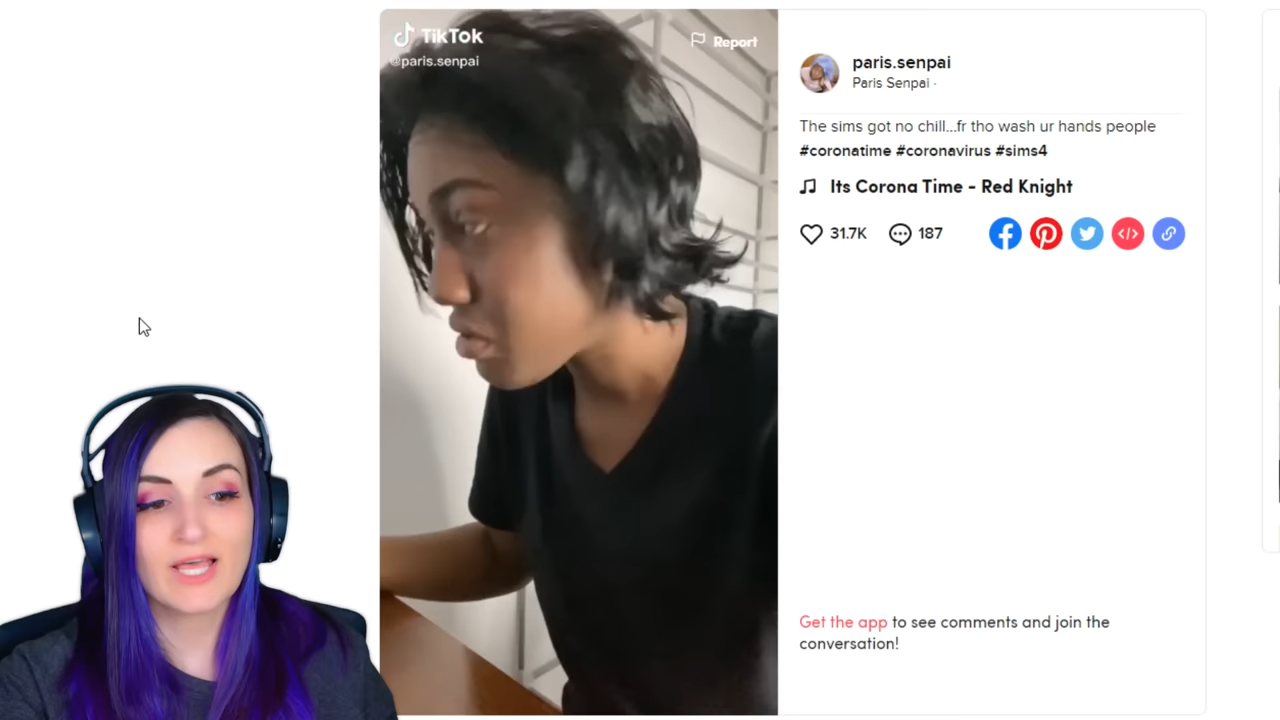 TikTok
@paris.senpai
Report
paris.senpai
Paris Senpai ·
The sims got no chill...fr tho wash ur hands people
#coronatime #coronavirus #sims4
Its Corona Time - Red Knight
31.7K 187
Get the app to see comments and join the
conversation!